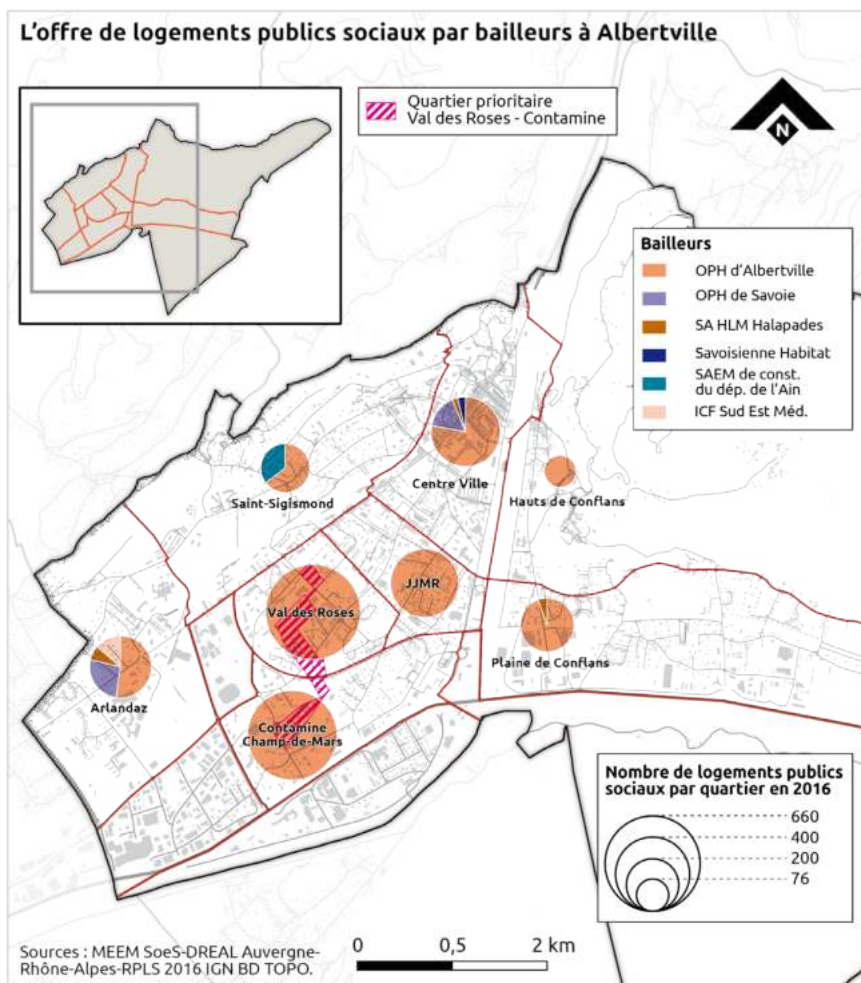 L'offre de logements publics sociaux par bailleurs à Albertville
Quartier prioritaire
Val des Roses - Contamine
N
Bailleurs
OPH d'Albertville
OPH de Savoie
SA HLM Halapades
Savoisienne Habitat
SAEM de const.
du dép. de l'Ain
ICF Sud Est Méd.
Centre Ville
Saint-Sigismond
Hauts de Conflans
JJMR
Val des Roses
Plaine de Conflans
Arlandaz
Contamine
Champ-de-Mars
Nombre de logements publics
sociaux par quartier en 2016
660
400
200
76
Sources : MEEM SoeS-DREAL Auvergne-
Rhône-Alpes-RPLS 2016 IGN BD TOPO.
0 0,5 2 km